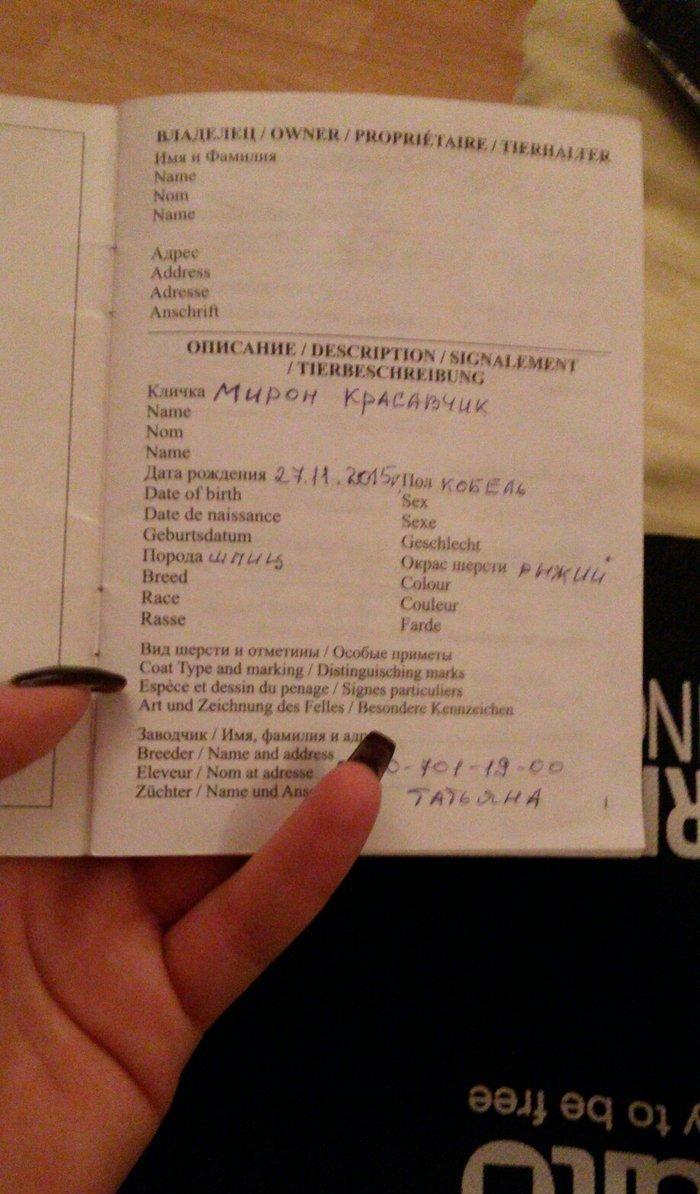 ВЛАДЕЛЕЦ / OWNER / PROPRIÉTAIRE / TIERHALTER
Имя и Фамилия
Name
Nom
Name
Адрес
Address
Adresse
Anschrift
ОПИСАНИЕ / DESCRIPTION / SIGNALEMENT
/ TIERBESCHREIBUNG
Кличка Мирон Красавчик
Name
Nom
Name
Дата рождения 27.11.2015г Пол кобель
Date of birth Sex
Date de naissance Sexe
Geburtsdatum Geschlecht
Порода шпиц Окрас шерсти рыжий
Breed Colour
Race Couleur
Rasse Farde
Вид шерсти и отметины / Особые приметы
Coat Type and marking / Distinguisching marks
Espèce et dessin du penage / Signes particuliers
Art und Zeichnung des Felles / Besondere Kennzeichen
Заводчик / Имя, фамилия и
Breeder / Name and address
Eleveur / Nom at adresse 0-701-19-00
Züchter / Name und Татьяна
1
to be free